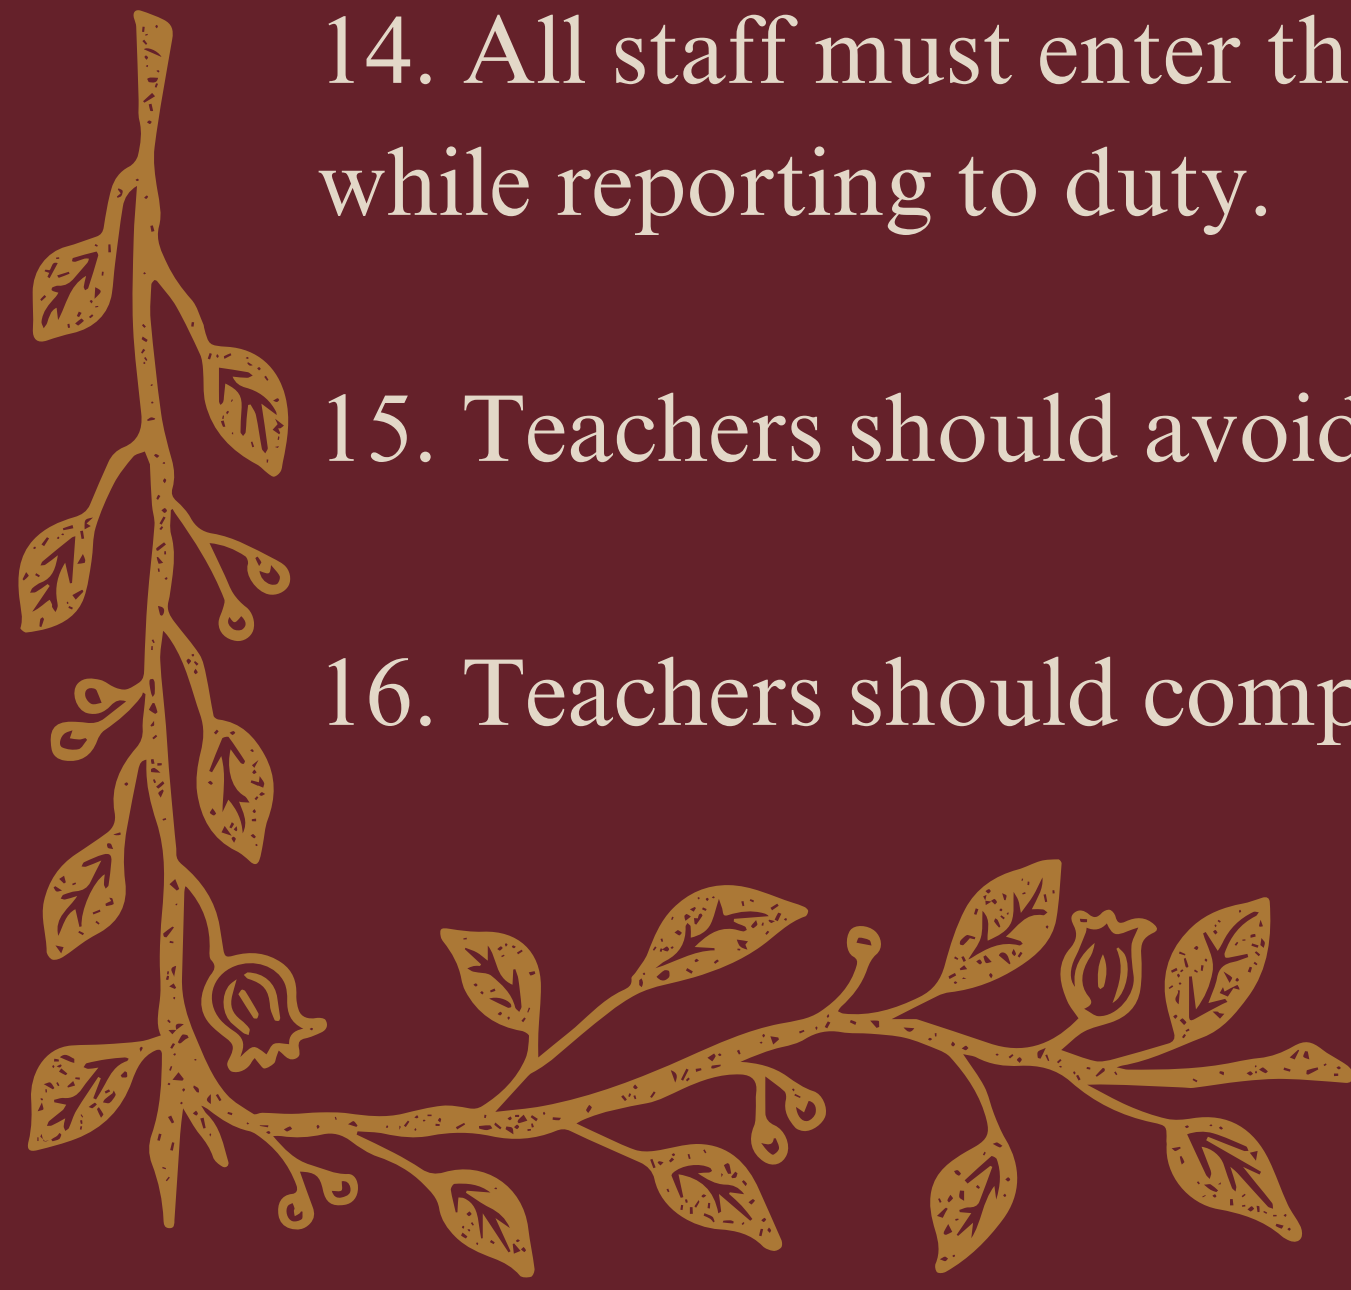 14. All staff must enter th
while reporting to duty.
15. Teachers should avoid
16. Teachers should comp